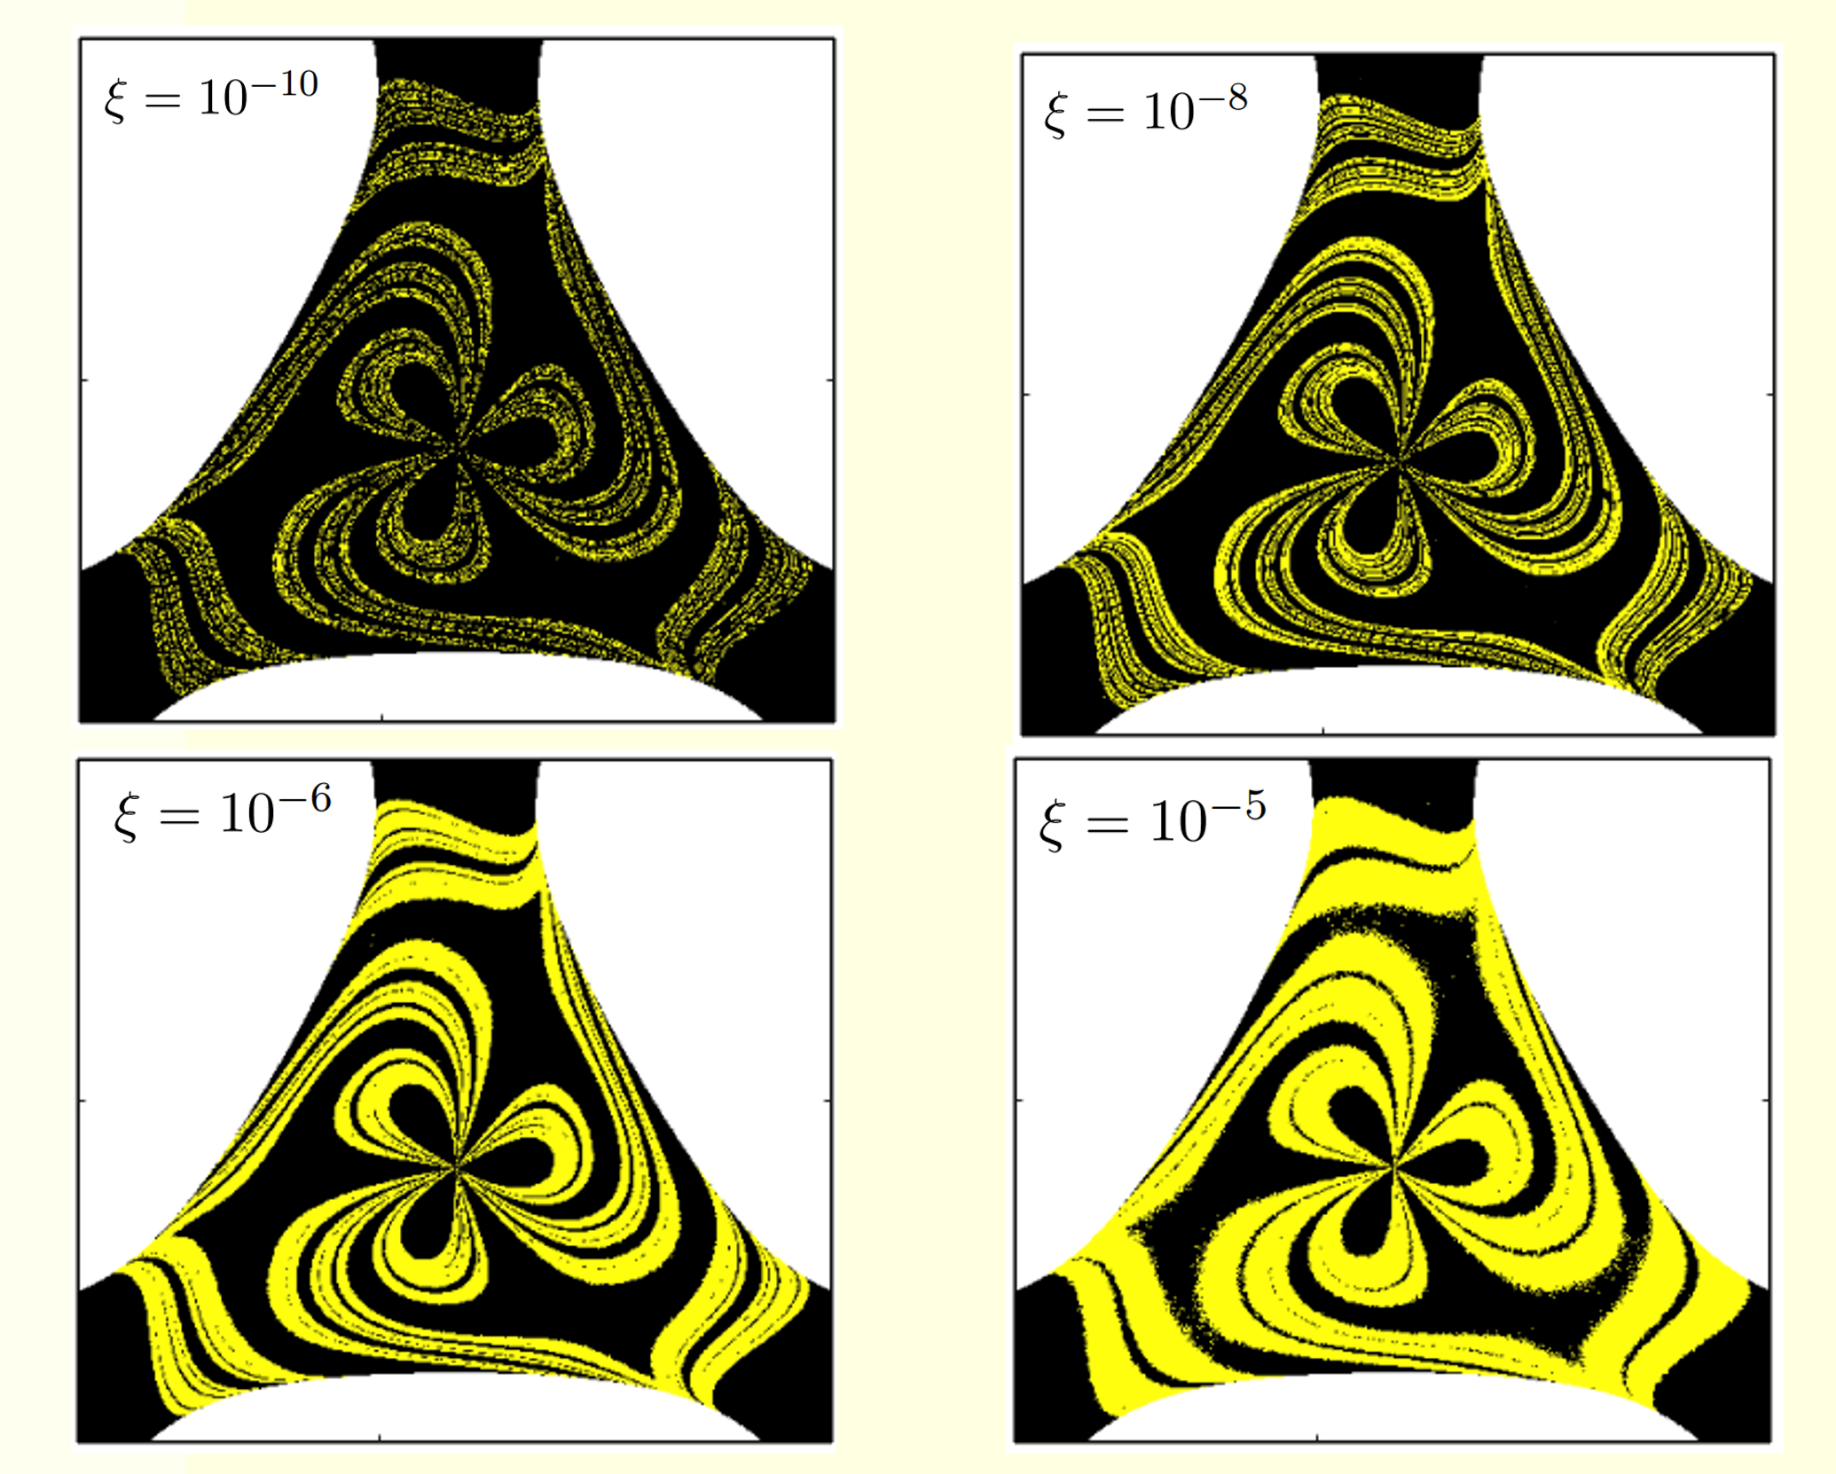 ξ = 10⁻¹⁰
ξ = 10⁻⁸
ξ = 10⁻⁶
ξ = 10⁻⁵